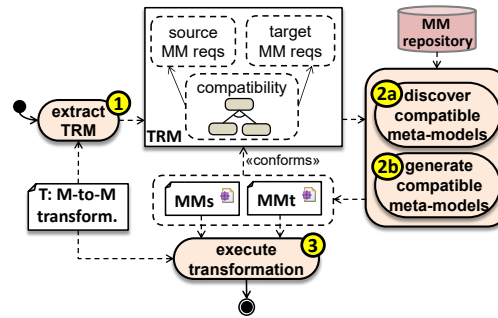 source
MM reqs
target
MM reqs
compatibility
TRM
MM
repository
1
extract
TRM
2a
discover
compatible
meta-models
2b
generate
compatible
meta-models
«conforms»
T: M-to-M
transform.
MMs
MMt
3
execute
transformation